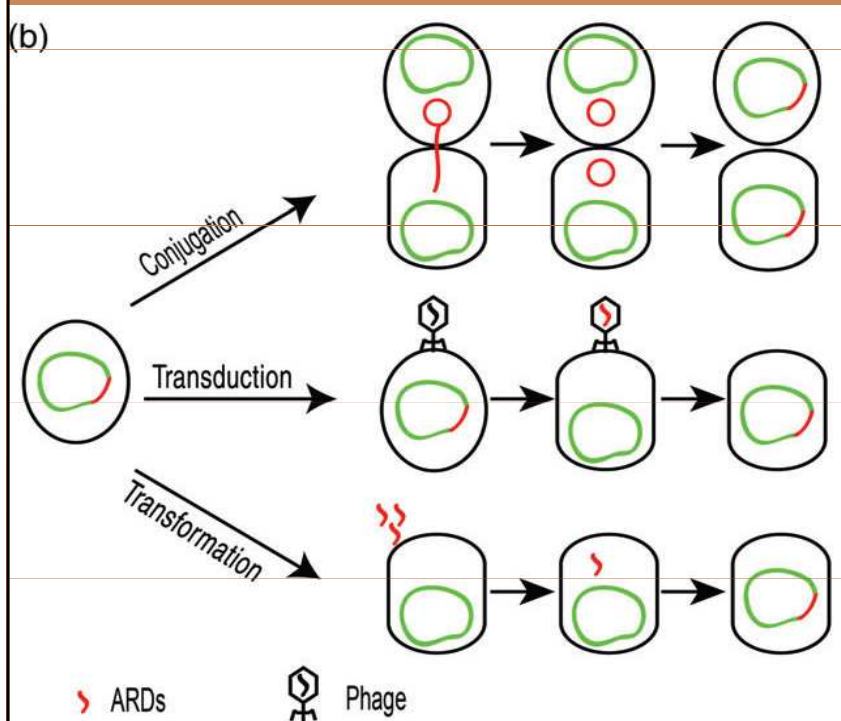 (b)
Conjugation
Transduction
Transformation
ARDs
Phage